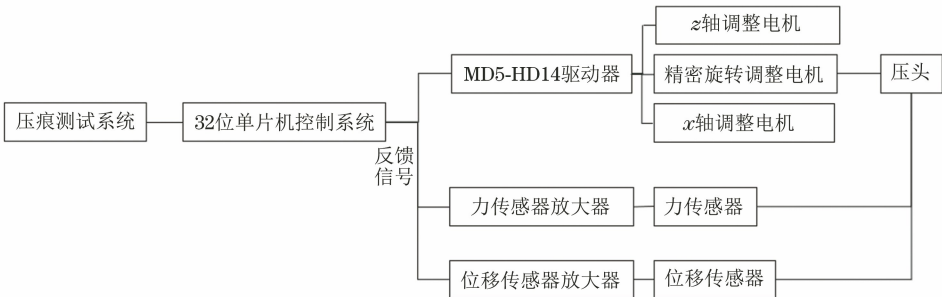 z轴调整电机
MD5-HD14驱动器
精密旋转调整电机
压头
压痕测试系统
32位单片机控制系统
x轴调整电机
反馈
信号
力传感器放大器
力传感器
位移传感器放大器
位移传感器